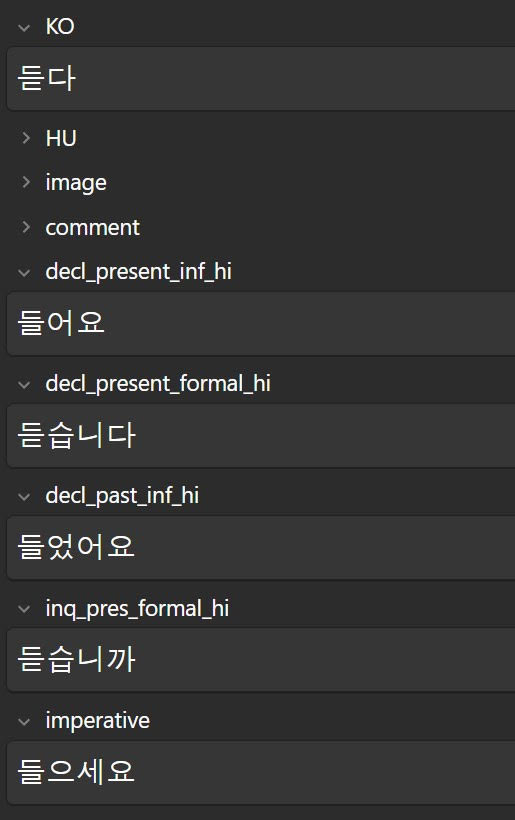 KO
듣다
HU
image
comment
decl_present_inf_hi
들어요
decl_present_formal_hi
듣습니다
decl_past_inf_hi
들었어요
inq_pres_formal_hi
듣습니까
imperative
들으세요